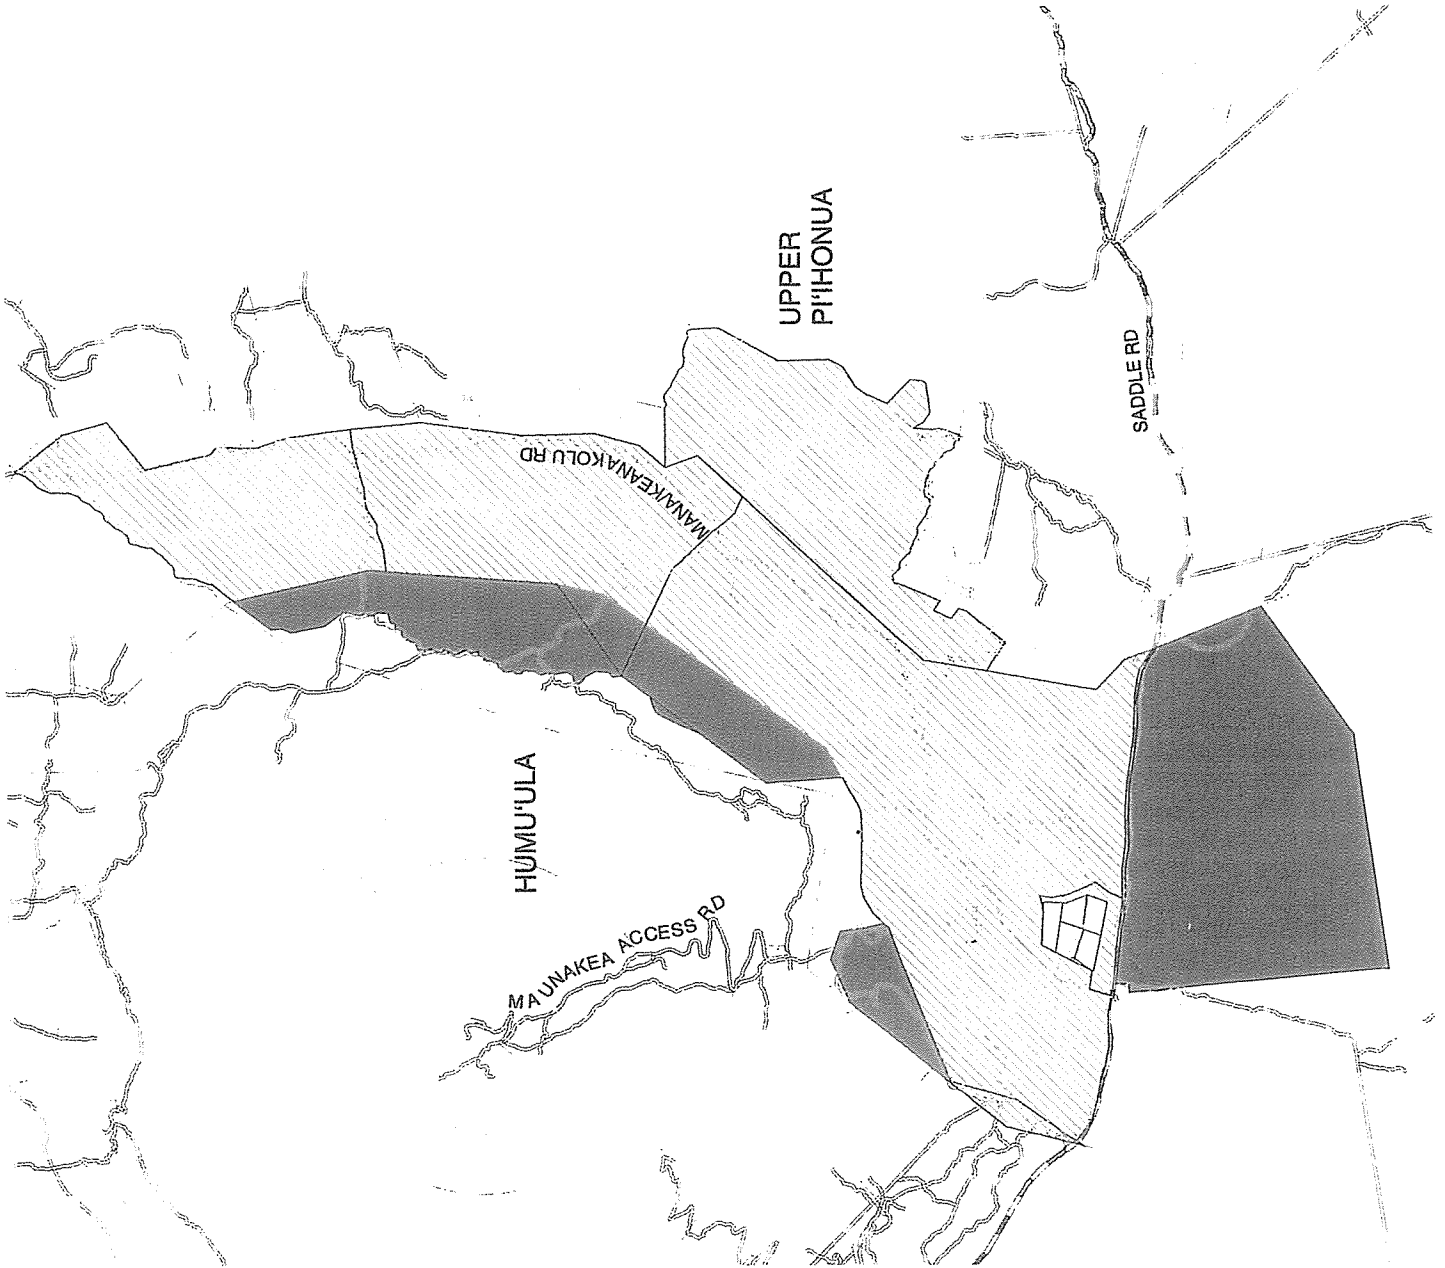 UPPER
PI'IHONUA
SADDLE RD
MANA/KEANAKOLU RD
HUMU'ULA
MAUNAKEA ACCESS RD